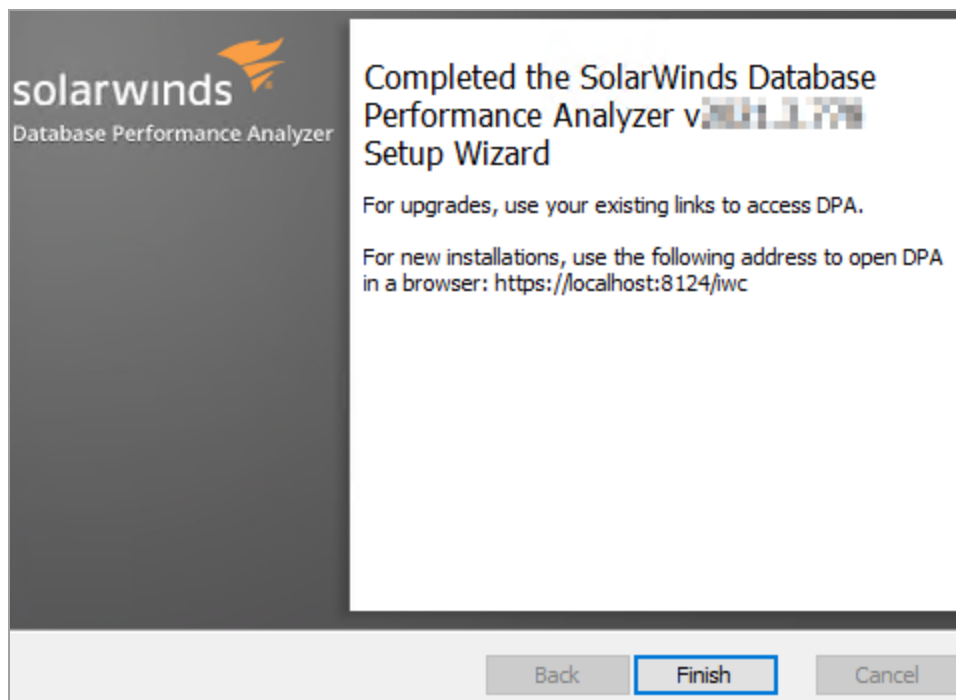 solarwinds
Database Performance Analyzer
Completed the SolarWinds Database
Performance Analyzer v
Setup Wizard
For upgrades, use your existing links to access DPA.
For new installations, use the following address to open DPA
in a browser: https://localhost:8124/iwc
Back
Finish
Cancel